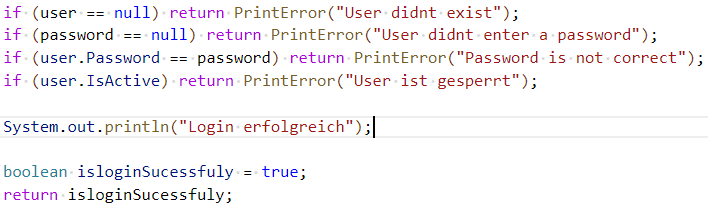 if (user == null) return PrintError("User didnt exist");
if (password == null) return PrintError("User didnt enter a password");
if (user.Password == password) return PrintError("Password is not correct");
if (user.IsActive) return PrintError("User ist gesperrt");
System.out.println("Login erfolgreich");
boolean isloginSucessfuly = true;
return isloginSucessfuly;